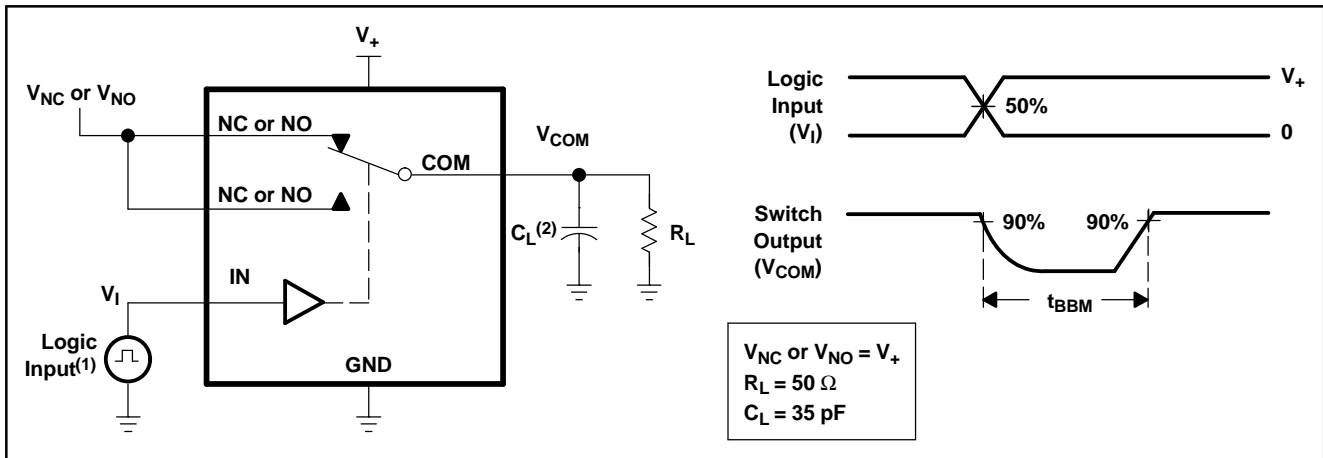 V+
VNC or VNO
NC or NO
VCOM
COM
NC or NO
CL(2)
RL
IN
VI
Logic
Input(1)
GND
Logic
Input
(VI)
V+
50%
0
Switch
Output
(VCOM)
90%
90%
tBBM
VNC or VNO = V+
RL = 50 Ω
CL = 35 pF